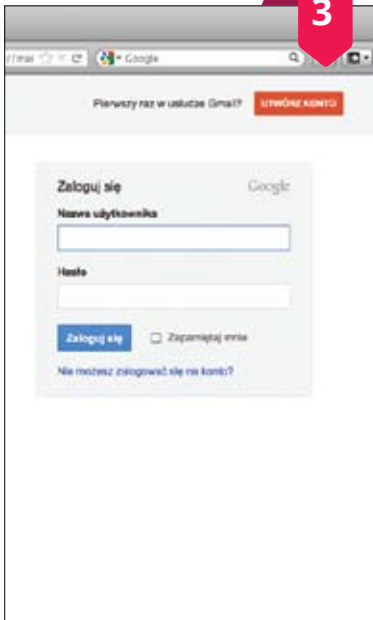 3
Google
Pierwszy raz w usłudze Gmail? UTWÓRZ KONTO
Zaloguj się Google
Nazwa użytkownika
Hasło
Zaloguj się Zapamiętaj mnie
Nie możesz zalogować się na konto?